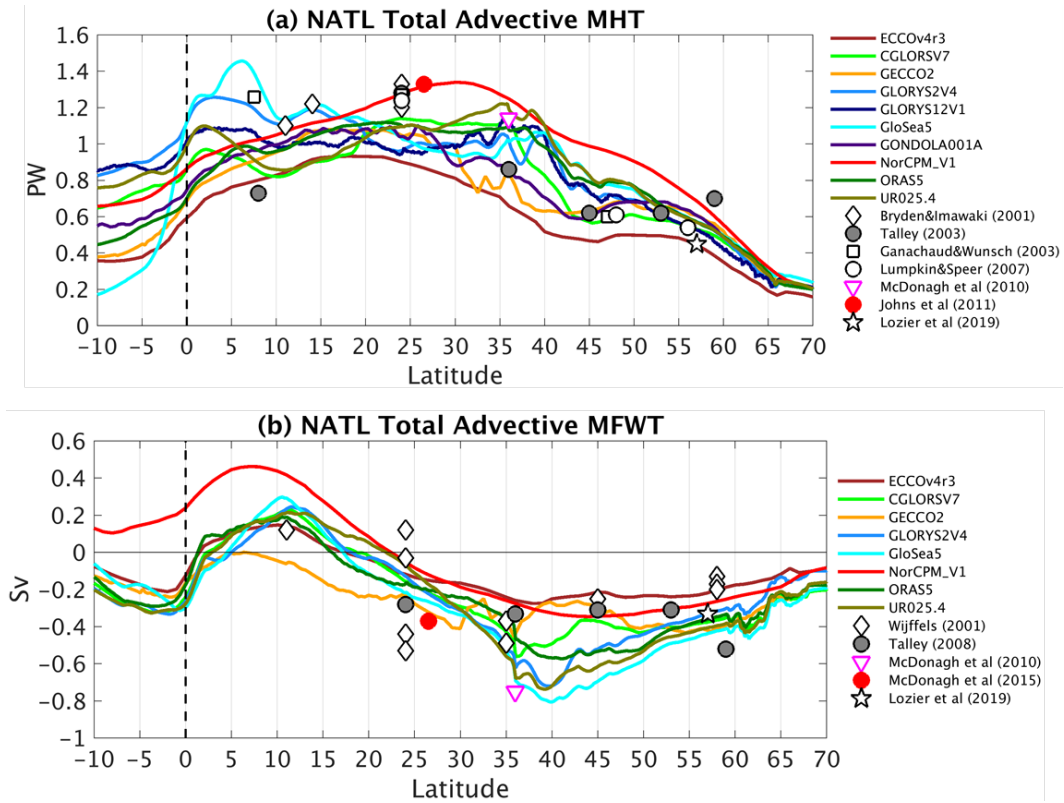 (a) NATL Total Advective MHT
1.6
1.4
1.2
1
0.8
0.6
0.4
0.2
0
PW
-10 -5 0 5 10 15 20 25 30 35 40 45 50 55 60 65 70
Latitude
ECCOv4r3
CGLORSV7
GECCO2
GLORYS2V4
GLORYS12V1
GloSea5
GONDOLA001A
NorCPM_V1
ORAS5
UR025.4
Bryden&Imawaki (2001)
Talley (2003)
Ganachaud&Wunsch (2003)
Lumpkin&Speer (2007)
McDonagh et al (2010)
Johns et al (2011)
Lozier et al (2019)
(b) NATL Total Advective MFWT
0.6
0.4
0.2
0
-0.2
-0.4
-0.6
-0.8
-1
Sv
-10 -5 0 5 10 15 20 25 30 35 40 45 50 55 60 65 70
Latitude
ECCOv4r3
CGLORSV7
GECCO2
GLORYS2V4
GloSea5
NorCPM_V1
ORAS5
UR025.4
Wijffels (2001)
Talley (2008)
McDonagh et al (2010)
McDonagh et al (2015)
Lozier et al (2019)